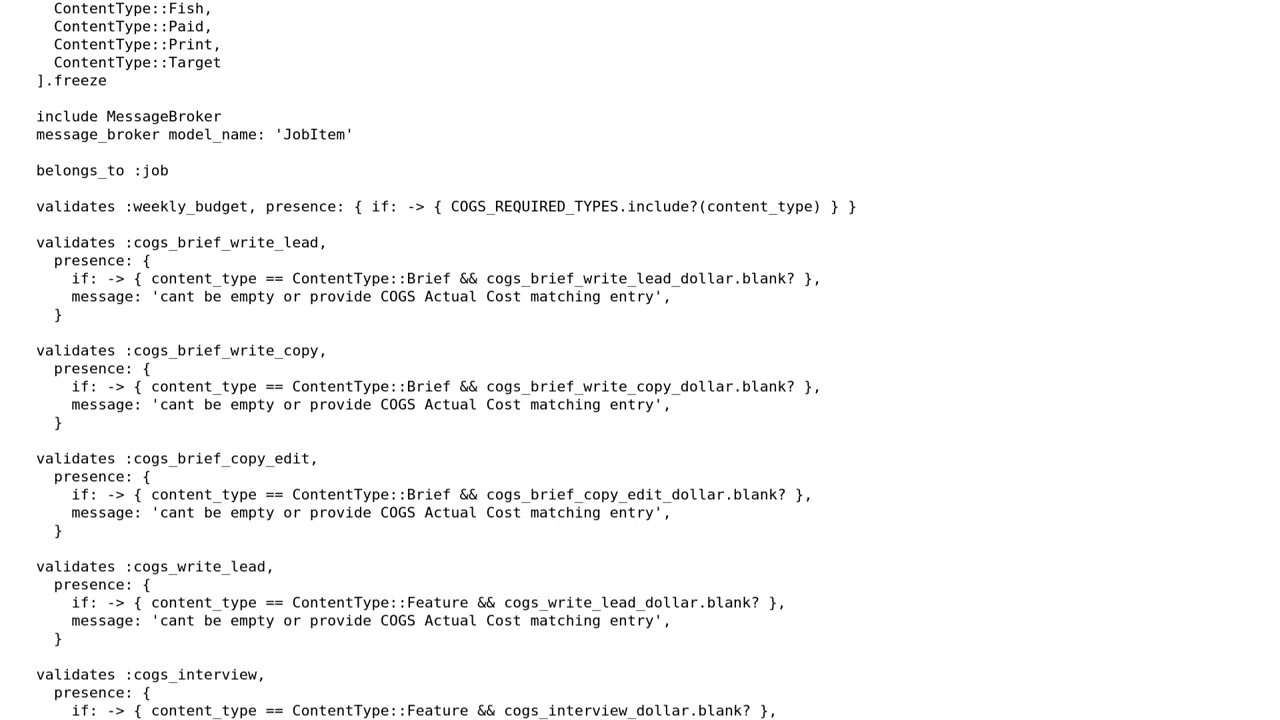 ContentType::Fish,
ContentType::Paid,
ContentType::Print,
ContentType::Target
].freeze
include MessageBroker
message_broker model_name: 'JobItem'
belongs_to :job
validates :weekly_budget, presence: { if: -> { COGS_REQUIRED_TYPES.include?(content_type) } }
validates :cogs_brief_write_lead,
presence: {
if: -> { content_type == ContentType::Brief && cogs_brief_write_lead_dollar.blank? },
message: 'cant be empty or provide COGS Actual Cost matching entry',
}
validates :cogs_brief_write_copy,
presence: {
if: -> { content_type == ContentType::Brief && cogs_brief_write_copy_dollar.blank? },
message: 'cant be empty or provide COGS Actual Cost matching entry',
}
validates :cogs_brief_copy_edit,
presence: {
if: -> { content_type == ContentType::Brief && cogs_brief_copy_edit_dollar.blank? },
message: 'cant be empty or provide COGS Actual Cost matching entry',
}
validates :cogs_write_lead,
presence: {
if: -> { content_type == ContentType::Feature && cogs_write_lead_dollar.blank? },
message: 'cant be empty or provide COGS Actual Cost matching entry',
}
validates :cogs_interview,
presence: {
if: -> { content_type == ContentType::Feature && cogs_interview_dollar.blank? },